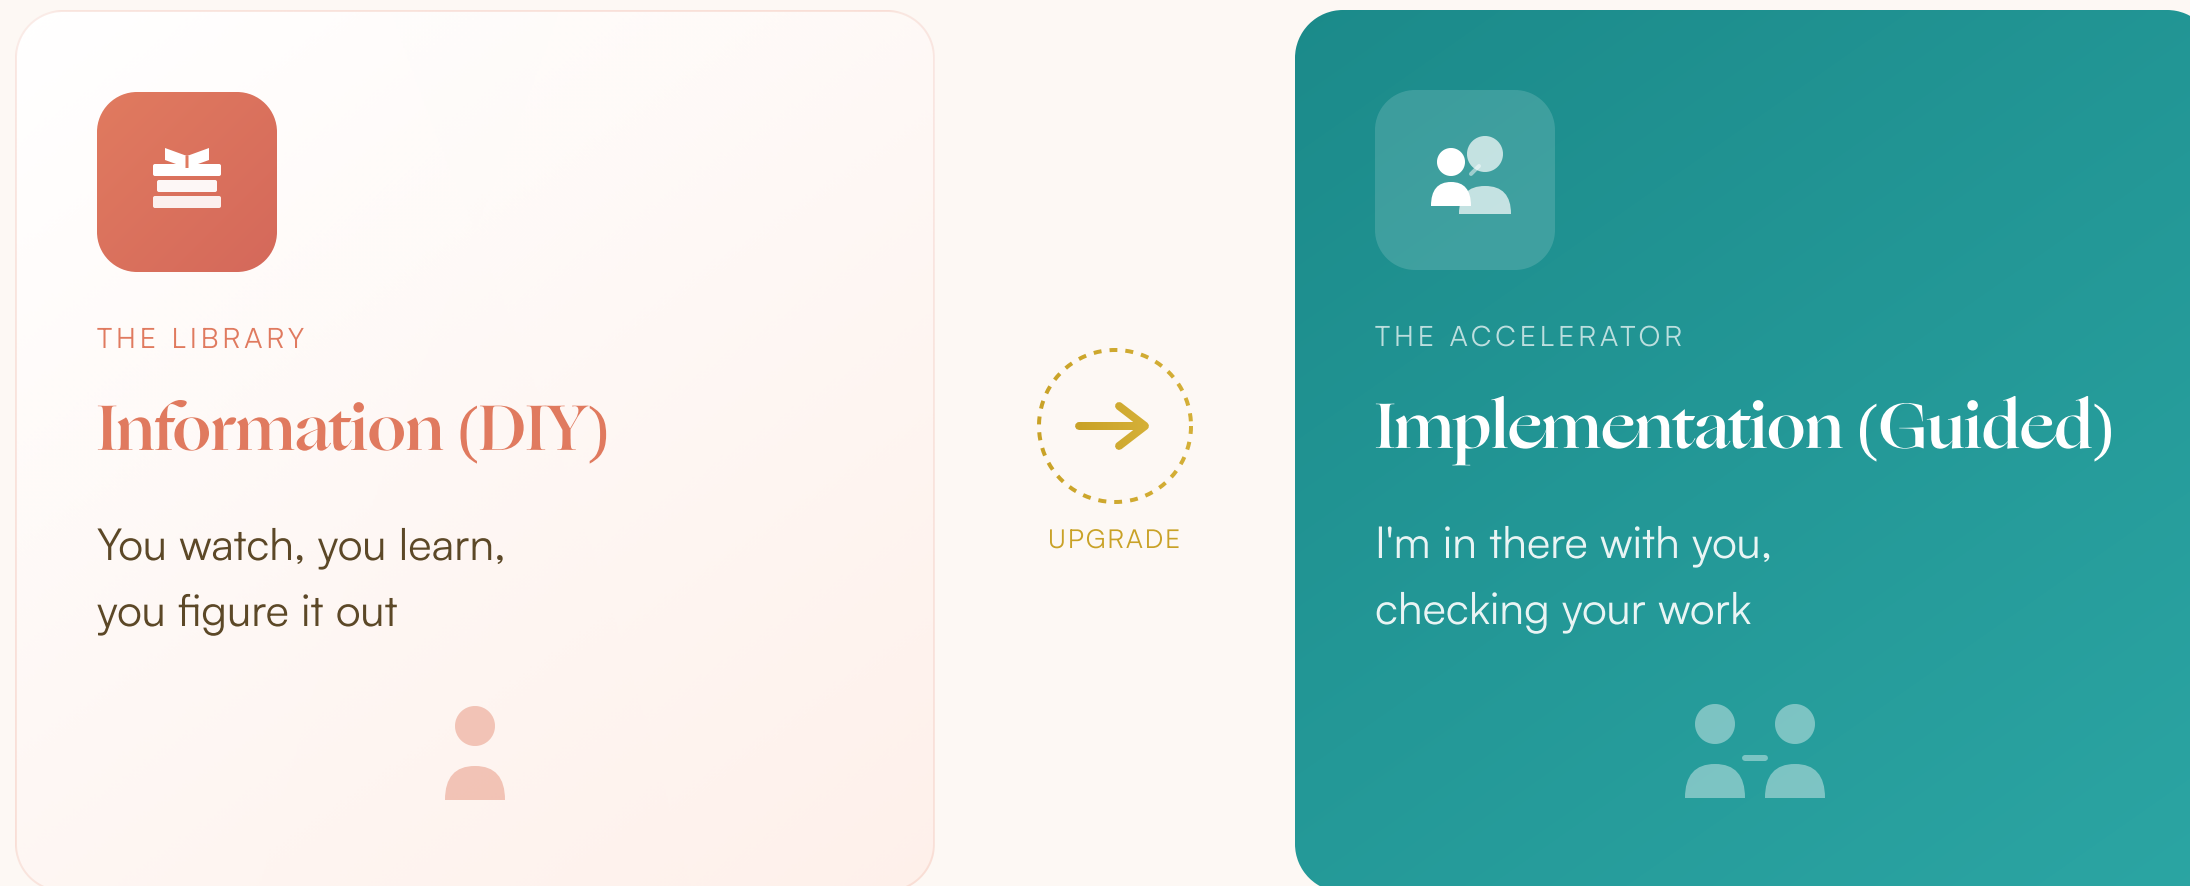 THE LIBRARY
Information (DIY)
You watch, you learn,
you figure it out
UPGRADE
THE ACCELERATOR
Implementation (Guided)
I'm in there with you,
checking your work